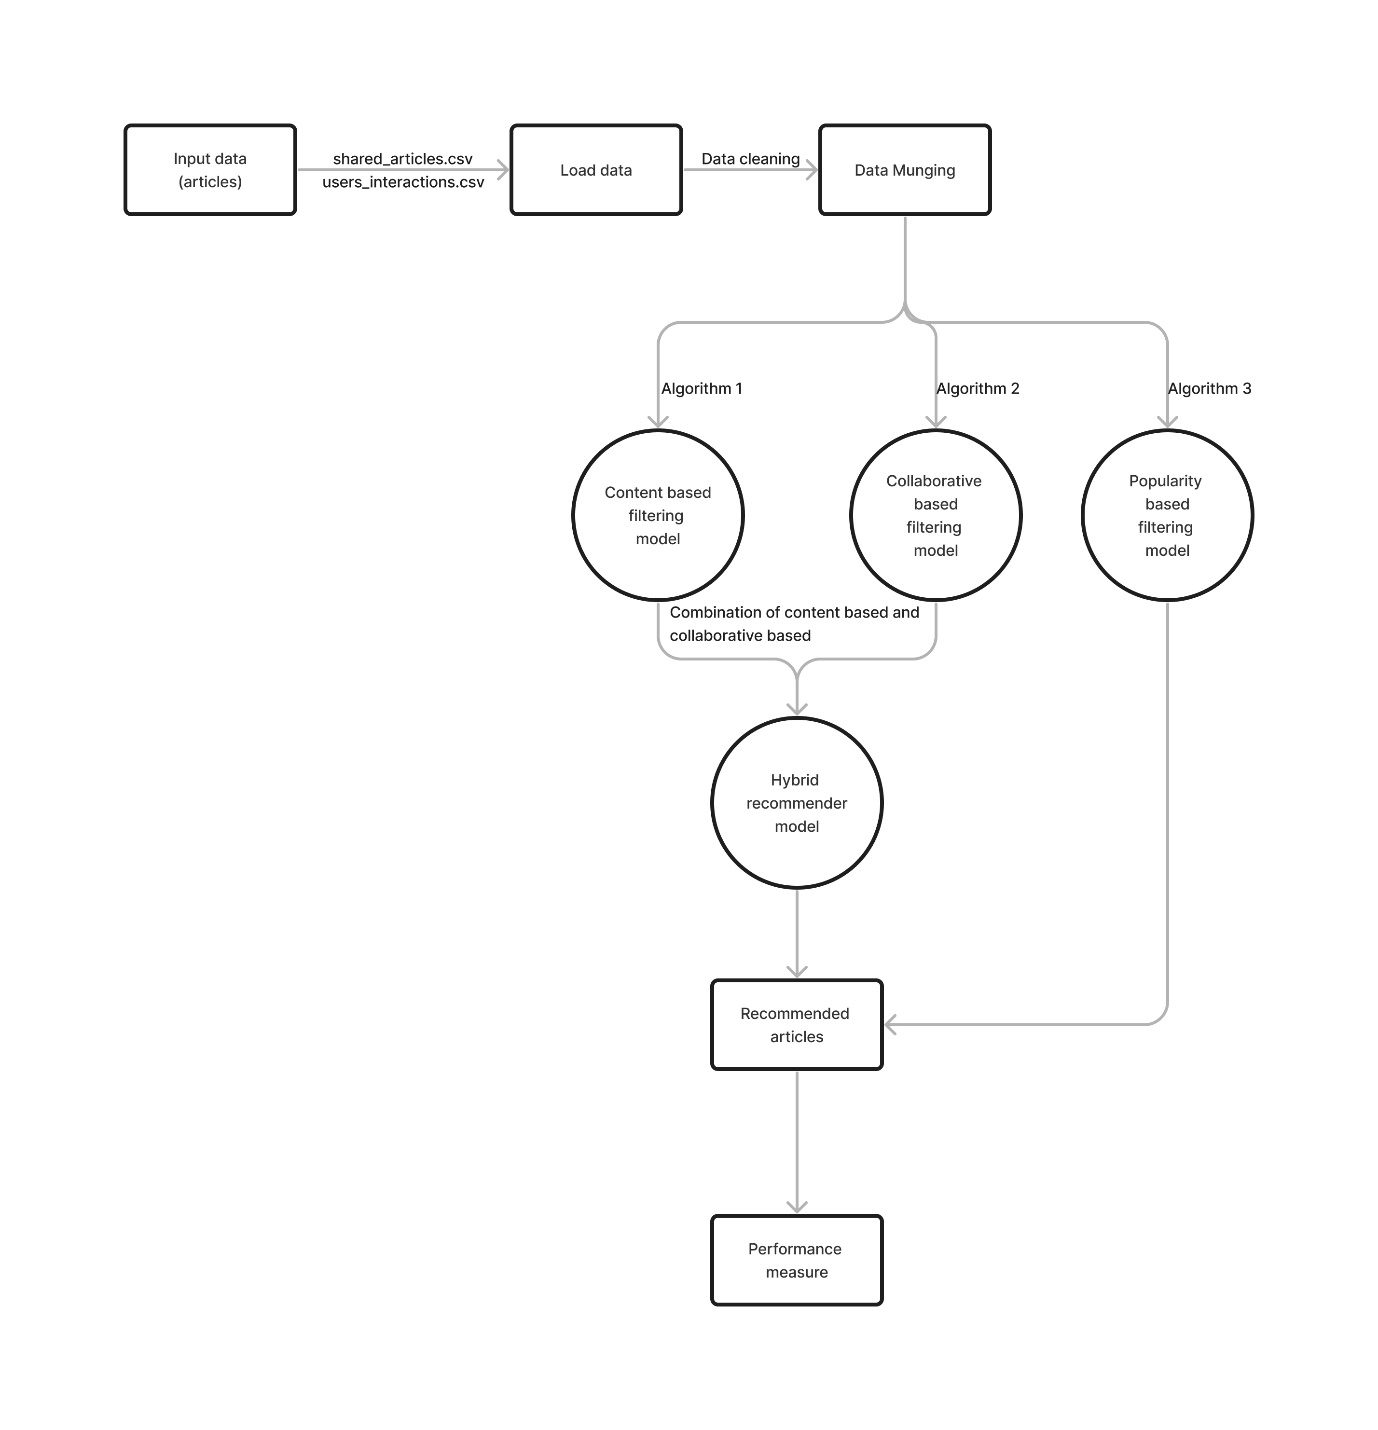 Input data
(articles)
shared_articles.csv
users_interactions.csv
Load data
Data cleaning
Data Munging
Algorithm 1
Algorithm 2
Algorithm 3
Content based
filtering
model
Collaborative
based
filtering
model
Popularity
based
filtering
model
Combination of content based and
collaborative based
Hybrid
recommender
model
Recommended
articles
Performance
measure